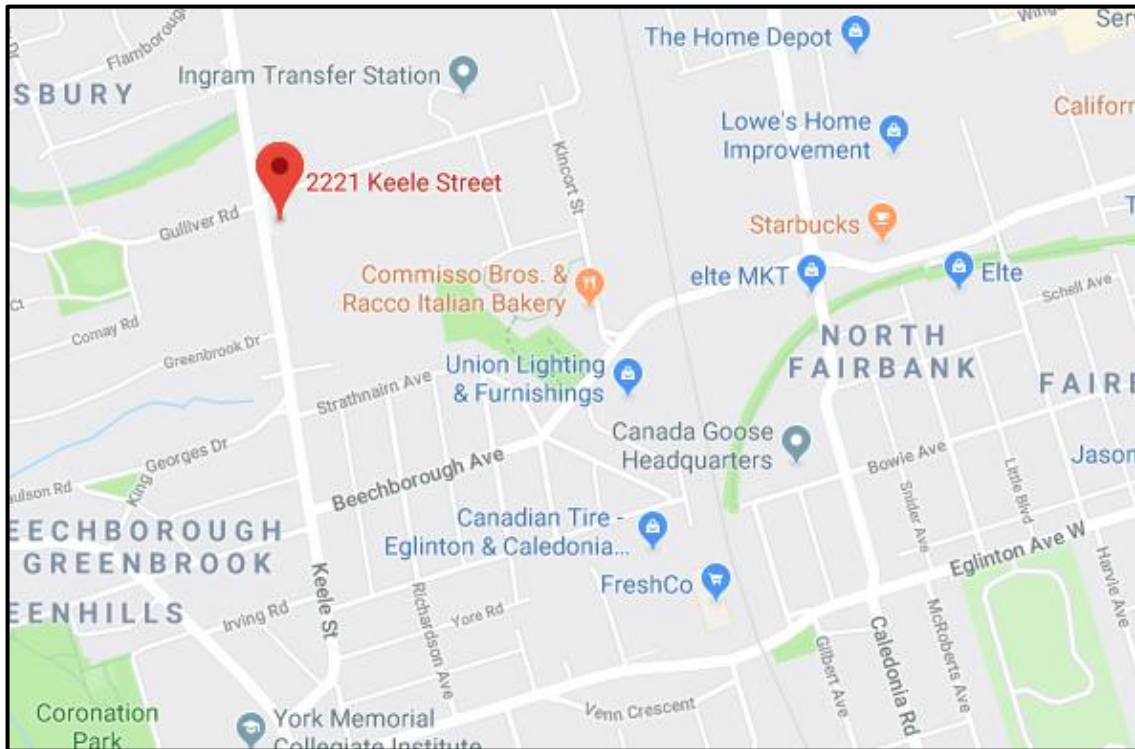 Flamborough
SBURY
Ingram Transfer Station
The Home Depot
Lowe's Home
Improvement
Kincort St
2221 Keele Street
Gulliver Rd
Starbucks
Commisso Bros. &
Racco Italian Bakery
elte MKT
Elte
Schell Ave
Comay Rd
Greenbrook Dr
NORTH
FAIRBANK
Union Lighting
& Furnishings
Strathnairn Ave
Canada Goose
Headquarters
Georges Dr
King
Beechborough Ave
Bowie Ave
Jason
Snider Ave
Little Blvd
EECHBOROUGH
GREENBROOK
Canadian Tire -
Eglinton & Caledonia...
FreshCo
Eglinton Ave W
Harvie Ave
EENHILLS
Irving Rd
Keele St
Richardson Ave
Yore Rd
McRoberts Ave
Gilbert Ave
Caledonia Rd
Venn Crescent
Coronation
Park
York Memorial
Collegiate Institute